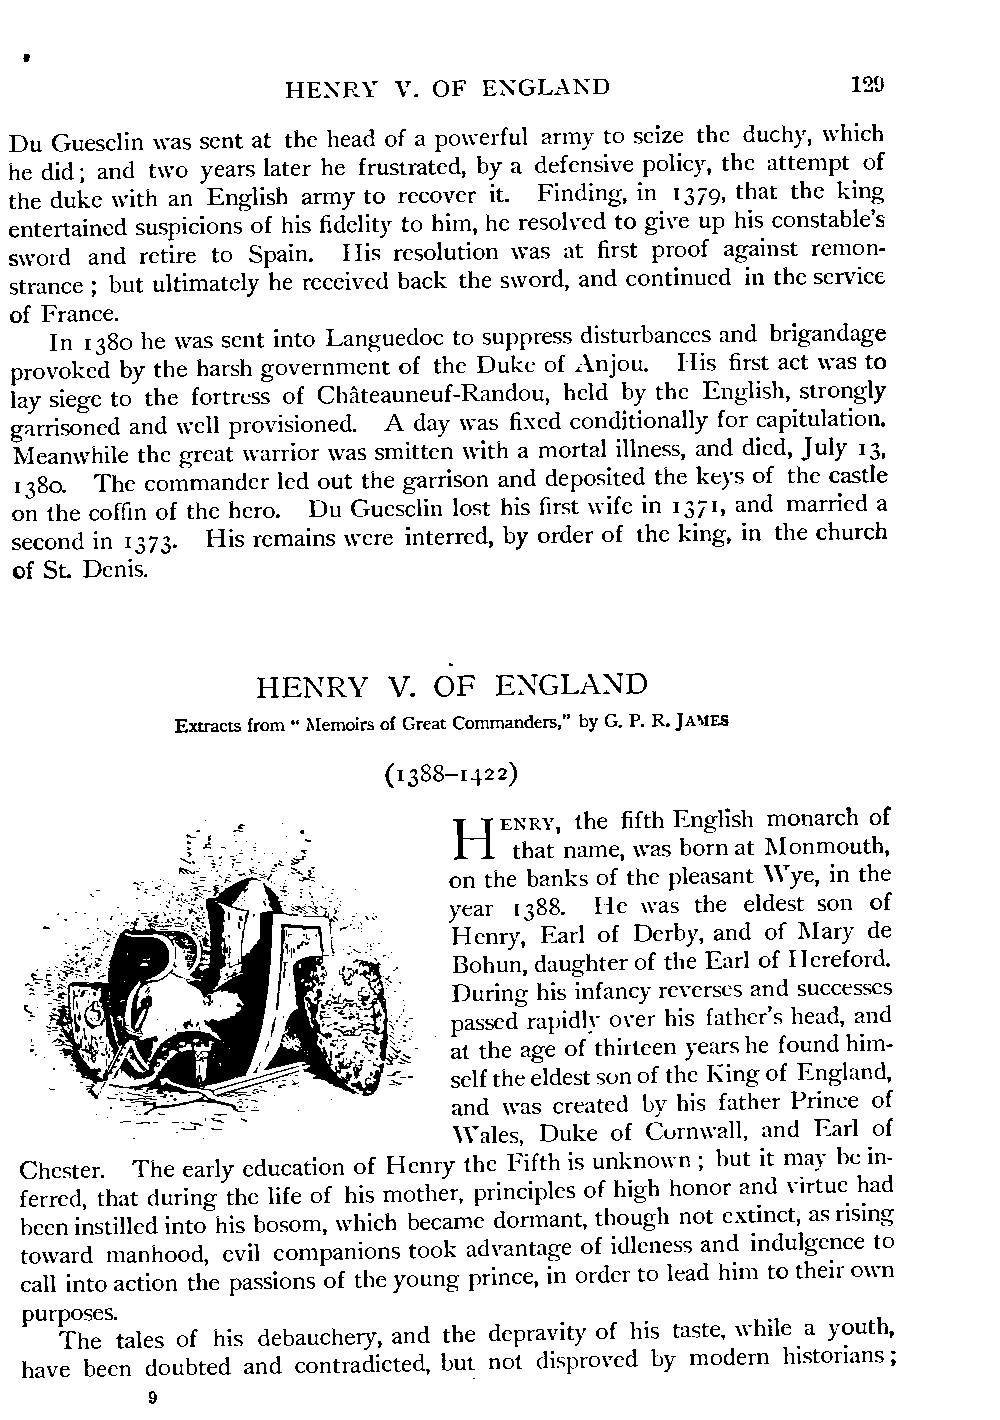 HENRY V. OF ENGLAND 129
Du Guesclin was sent at the head of a powerful army to seize the duchy, which
he did; and two years later he frustrated, by a defensive policy, the attempt of
the duke with an English army to recover it. Finding, in 1379, that the king
entertained suspicions of his fidelity to him, he resolved to give up his constable's
sword and retire to Spain. His resolution was at first proof against remon-
strance; but ultimately he received back the sword, and continued in the service
of France.
In 1380 he was sent into Languedoc to suppress disturbances and brigandage
provoked by the harsh government of the Duke of Anjou. His first act was to
lay siege to the fortress of Châteauneuf-Randou, held by the English, strongly
garrisoned and well provisioned. A day was fixed conditionally for capitulation.
Meanwhile the great warrior was smitten with a mortal illness, and died, July 13,
1380. The commander led out the garrison and deposited the keys of the castle
on the coffin of the hero. Du Guesclin lost his first wife in 1371, and married a
second in 1373. His remains were interred, by order of the king, in the church
of St. Denis.
HENRY V. OF ENGLAND
Extracts from "Memoirs of Great Commanders," by G. P. R. JAMES
(1388–1422)
HENRY, the fifth English monarch of
that name, was born at Monmouth,
on the banks of the pleasant Wye, in the
year 1388. He was the eldest son of
Henry, Earl of Derby, and of Mary de
Bohun, daughter of the Earl of Hereford.
During his infancy reverses and successes
passed rapidly over his father's head, and
at the age of thirteen years he found him-
self the eldest son of the King of England,
and was created by his father Prince of
Wales, Duke of Cornwall, and Earl of
Chester. The early education of Henry the Fifth is unknown; but it may be in-
ferred, that during the life of his mother, principles of high honor and virtue had
been instilled into his bosom, which became dormant, though not extinct, as rising
toward manhood, evil companions took advantage of idleness and indulgence to
call into action the passions of the young prince, in order to lead him to their own
purposes.
The tales of his debauchery, and the depravity of his taste, while a youth,
have been doubted and contradicted, but not disproved by modern historians;
9